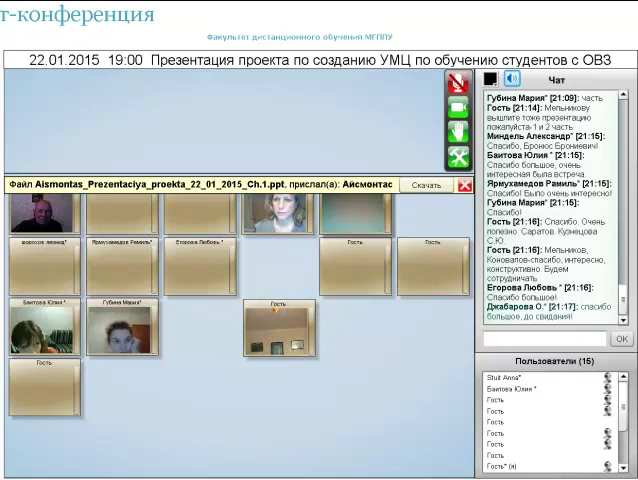 т-конференция
Факультет дистанционного обучения МГППУ
22.01.2015 19:00 Презентация проекта по созданию УМЦ по обучению студентов с ОВЗ
Файл Aismontas_Prezentaciya_proekta_22_01_2015_Ch.1.ppt. прислал(а): Айсмонтас
Скачать
шорохов леонид*
Ярмухамедов Рамиль*
Егорова Любовь *
Гость
Гость
Баитова Юлия *
Губина Мария*
Гость
Гость
Чат
Губина Мария* [21:09]: часть
Гость [21:14]: Мельникову
вышлите тоже презентацию
пожалуйста-1 и 2 часть
Миндель Александр* [21:15]:
Спасибо, Бронюс Брониевич!
Баитова Юлия * [21:15]:
Спасибо большое, очень
интересная была встреча.
Ярмухамедов Рамиль* [21:15]:
Спасибо! Было очень интересно!
Губина Мария* [21:15]:
Спасибо!
Гость [21:16]: Спасибо. Очень
полезно. Саратов. Кузнецова
С.Ю.
Гость [21:16]: Мельников,
Коновалов-спасибо, интересно,
конструктивно. Будем
сотрудничать
Егорова Любовь * [21:16]:
Спасибо большое!
Джабарова О.* [21:17]: спасибо
большое, до свидания!
OK
Пользователи (15)
Stuit Anna*
Баитова Юлия *
Гость
Гость
Гость
Гость
Гость
Гость
Гость* (я)